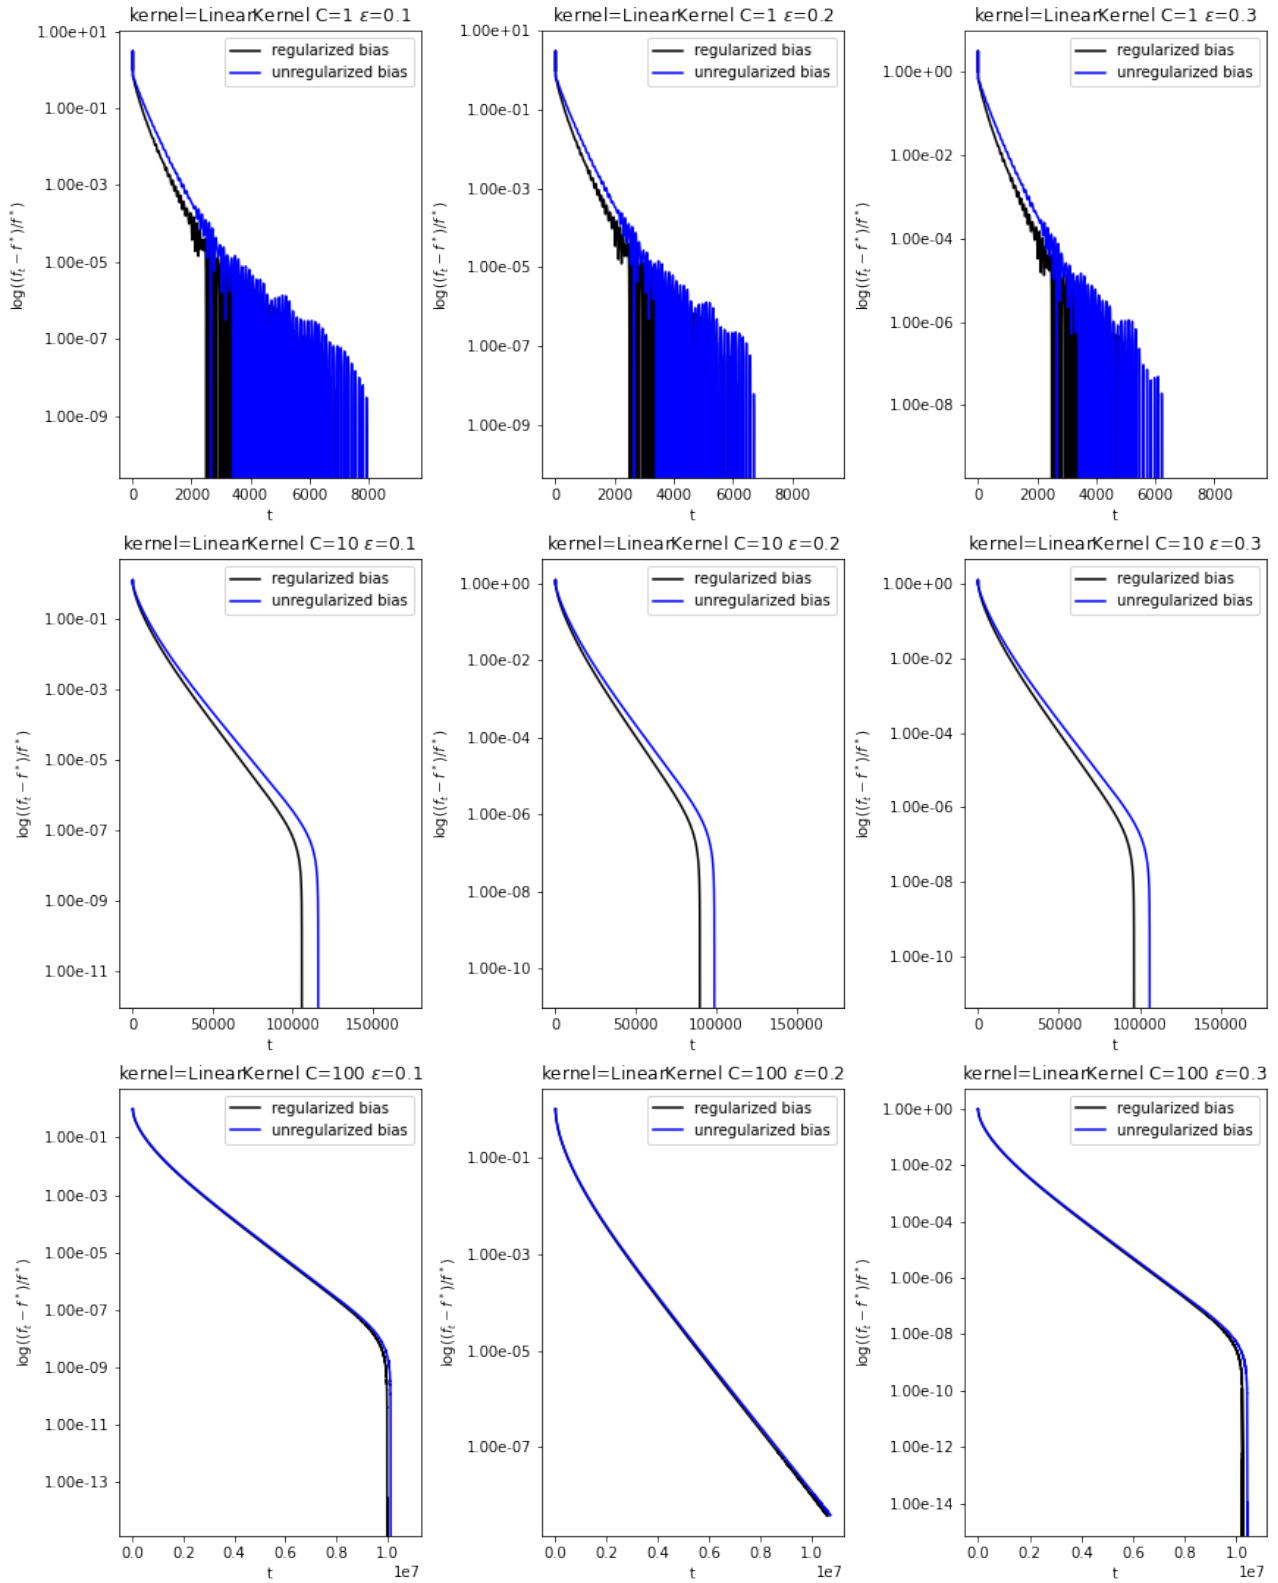 kernel=LinearKernel C=1 ε=0.1
1.00e+01
1.00e-01
1.00e-03
1.00e-05
1.00e-07
1.00e-09
log((f_t − f*)/f*)
0 2000 4000 6000 8000
t
regularized bias
unregularized bias
kernel=LinearKernel C=1 ε=0.2
1.00e+01
1.00e-01
1.00e-03
1.00e-05
1.00e-07
1.00e-09
log((f_t − f*)/f*)
0 2000 4000 6000 8000
t
regularized bias
unregularized bias
kernel=LinearKernel C=1 ε=0.3
1.00e+00
1.00e-02
1.00e-04
1.00e-06
1.00e-08
log((f_t − f*)/f*)
0 2000 4000 6000 8000
t
regularized bias
unregularized bias
kernel=LinearKernel C=10 ε=0.1
1.00e-01
1.00e-03
1.00e-05
1.00e-07
1.00e-09
1.00e-11
log((f_t − f*)/f*)
0 50000 100000 150000
t
regularized bias
unregularized bias
kernel=LinearKernel C=10 ε=0.2
1.00e+00
1.00e-02
1.00e-04
1.00e-06
1.00e-08
1.00e-10
log((f_t − f*)/f*)
0 50000 100000 150000
t
regularized bias
unregularized bias
kernel=LinearKernel C=10 ε=0.3
1.00e+00
1.00e-02
1.00e-04
1.00e-06
1.00e-08
1.00e-10
log((f_t − f*)/f*)
0 50000 100000 150000
t
regularized bias
unregularized bias
kernel=LinearKernel C=100 ε=0.1
1.00e-01
1.00e-03
1.00e-05
1.00e-07
1.00e-09
1.00e-11
1.00e-13
log((f_t − f*)/f*)
0.0 0.2 0.4 0.6 0.8 1.0
1e7
t
regularized bias
unregularized bias
kernel=LinearKernel C=100 ε=0.2
1.00e-01
1.00e-03
1.00e-05
1.00e-07
log((f_t − f*)/f*)
0.0 0.2 0.4 0.6 0.8 1.0
1e7
t
regularized bias
unregularized bias
kernel=LinearKernel C=100 ε=0.3
1.00e+00
1.00e-02
1.00e-04
1.00e-06
1.00e-08
1.00e-10
1.00e-12
1.00e-14
log((f_t − f*)/f*)
0.0 0.2 0.4 0.6 0.8 1.0
1e7
t
regularized bias
unregularized bias